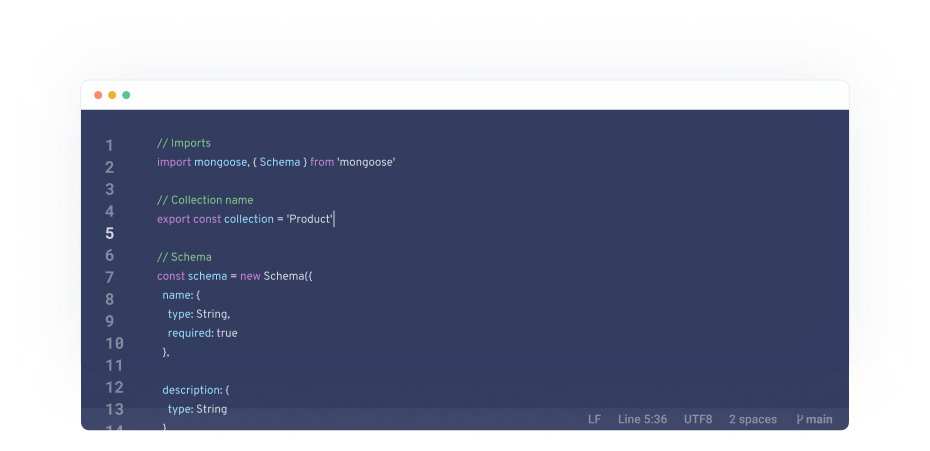 1
2
3
4
5
6
7
8
9
10
11
12
13
14
// Imports
import mongoose, { Schema } from 'mongoose'
// Collection name
export const collection = 'Product'
// Schema
const schema = new Schema({
name: {
type: String,
required: true
},
description: {
type: String
}
LF Line 5:36 UTF8 2 spaces main